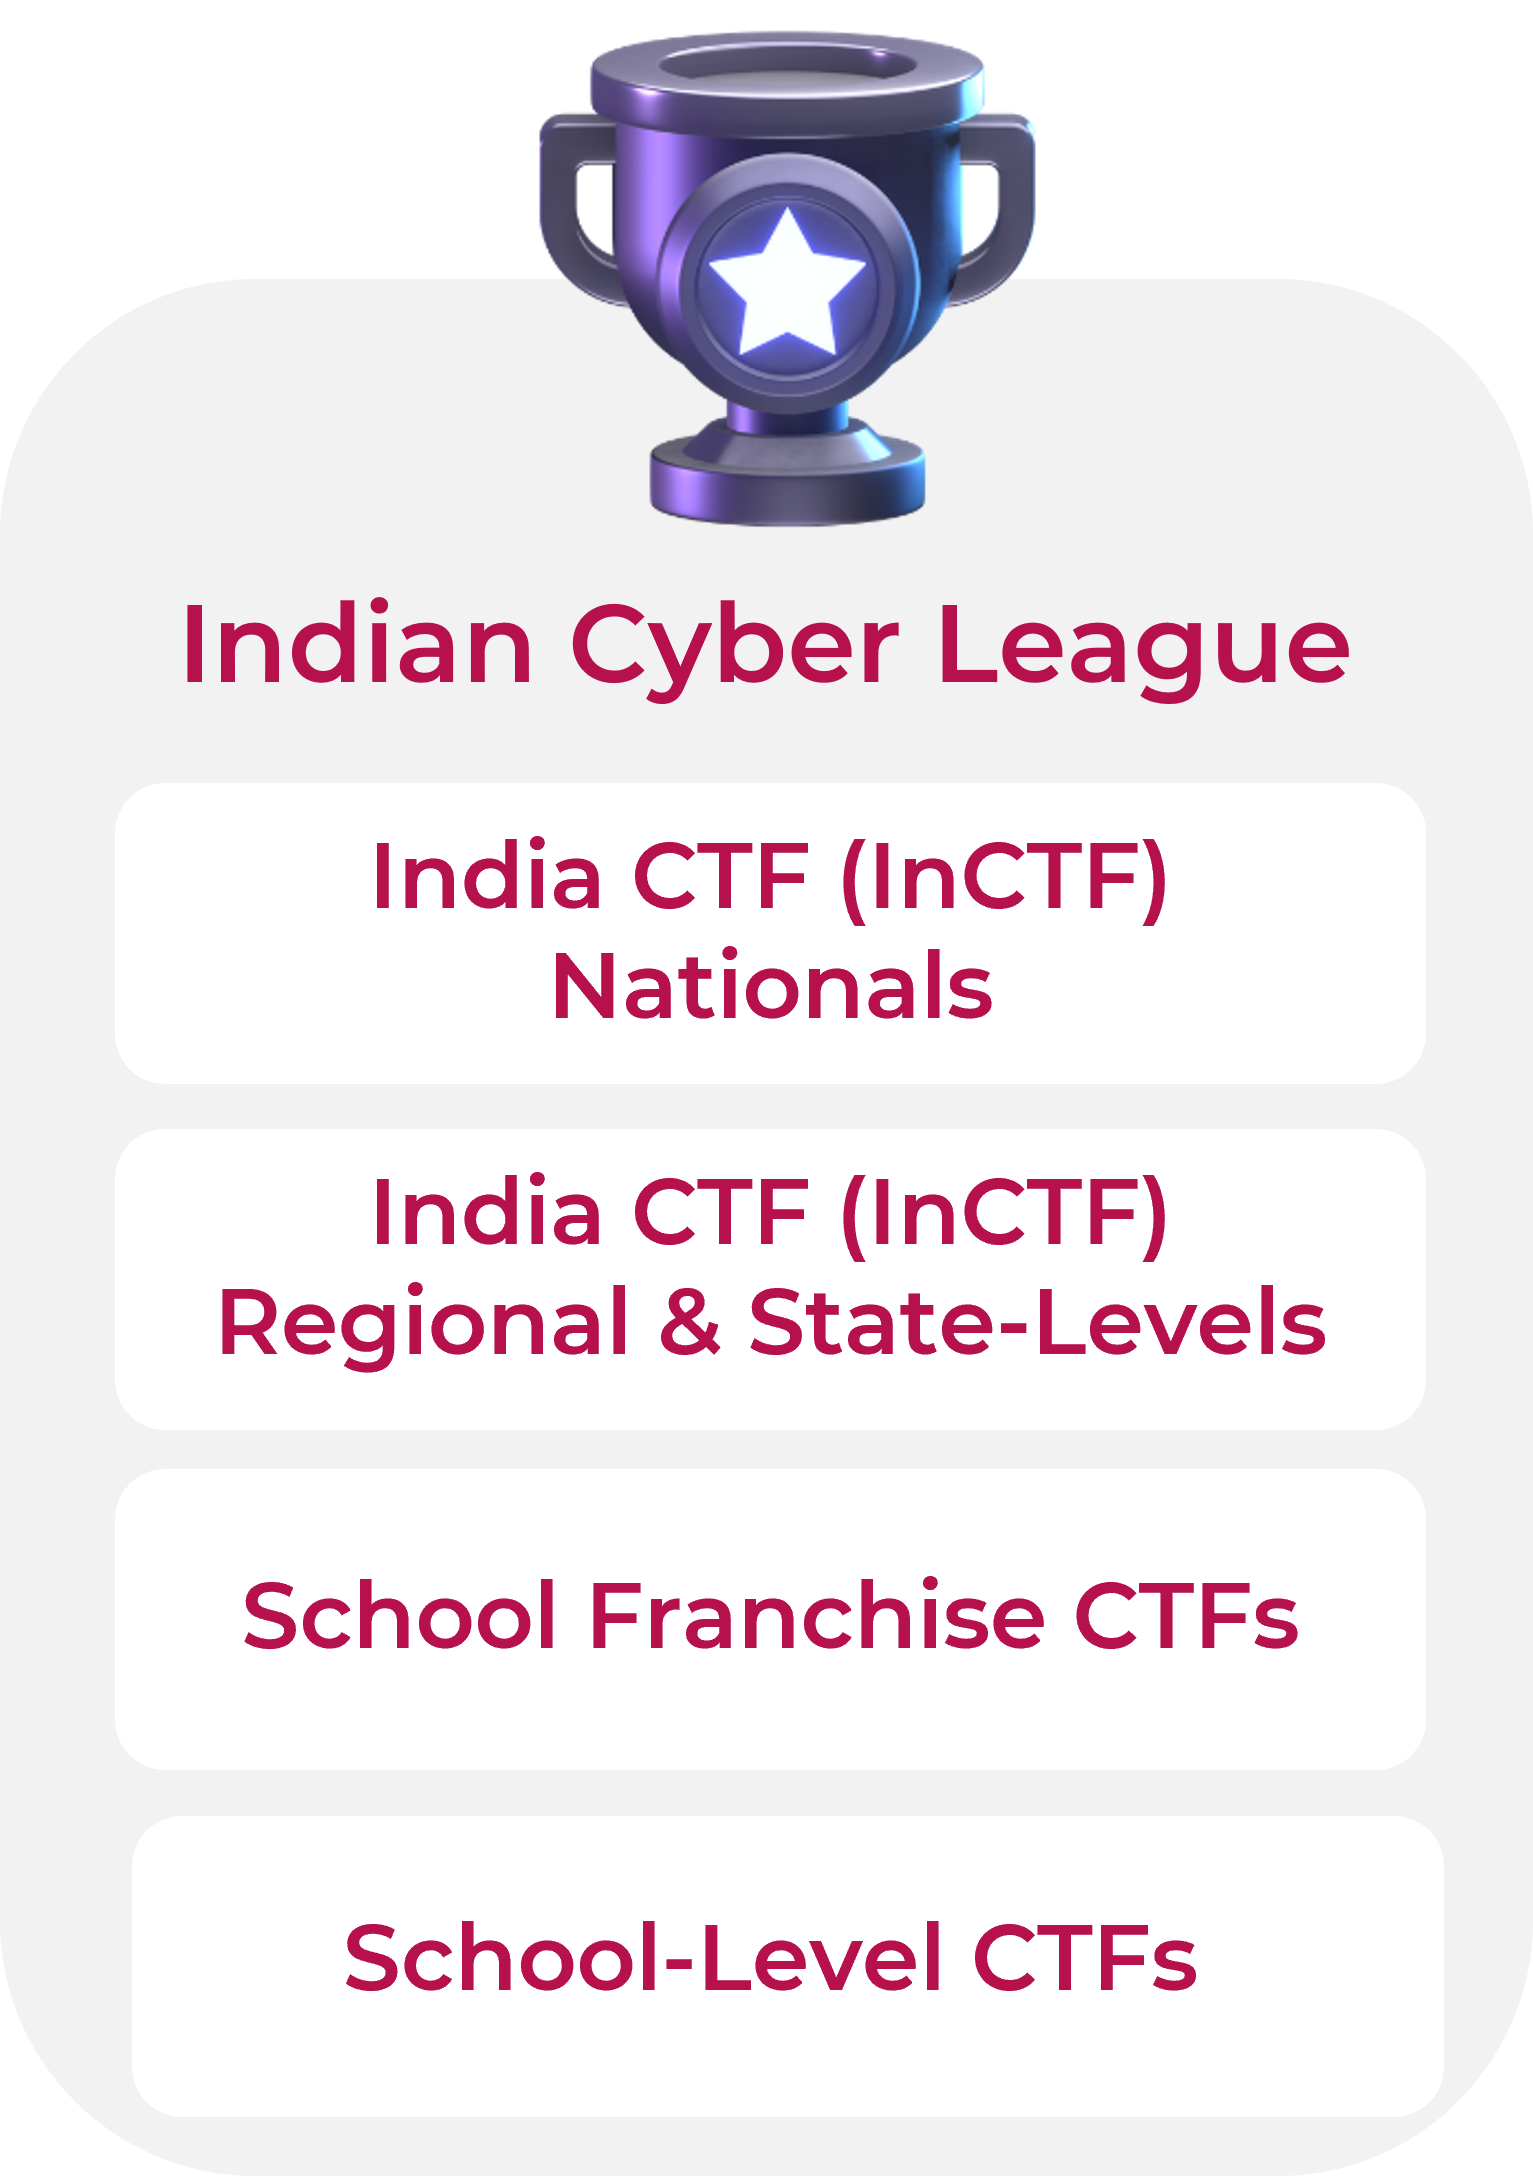 Indian Cyber League
India CTF (InCTF)
Nationals
India CTF (InCTF)
Regional & State-Levels
School Franchise CTFs
School-Level CTFs